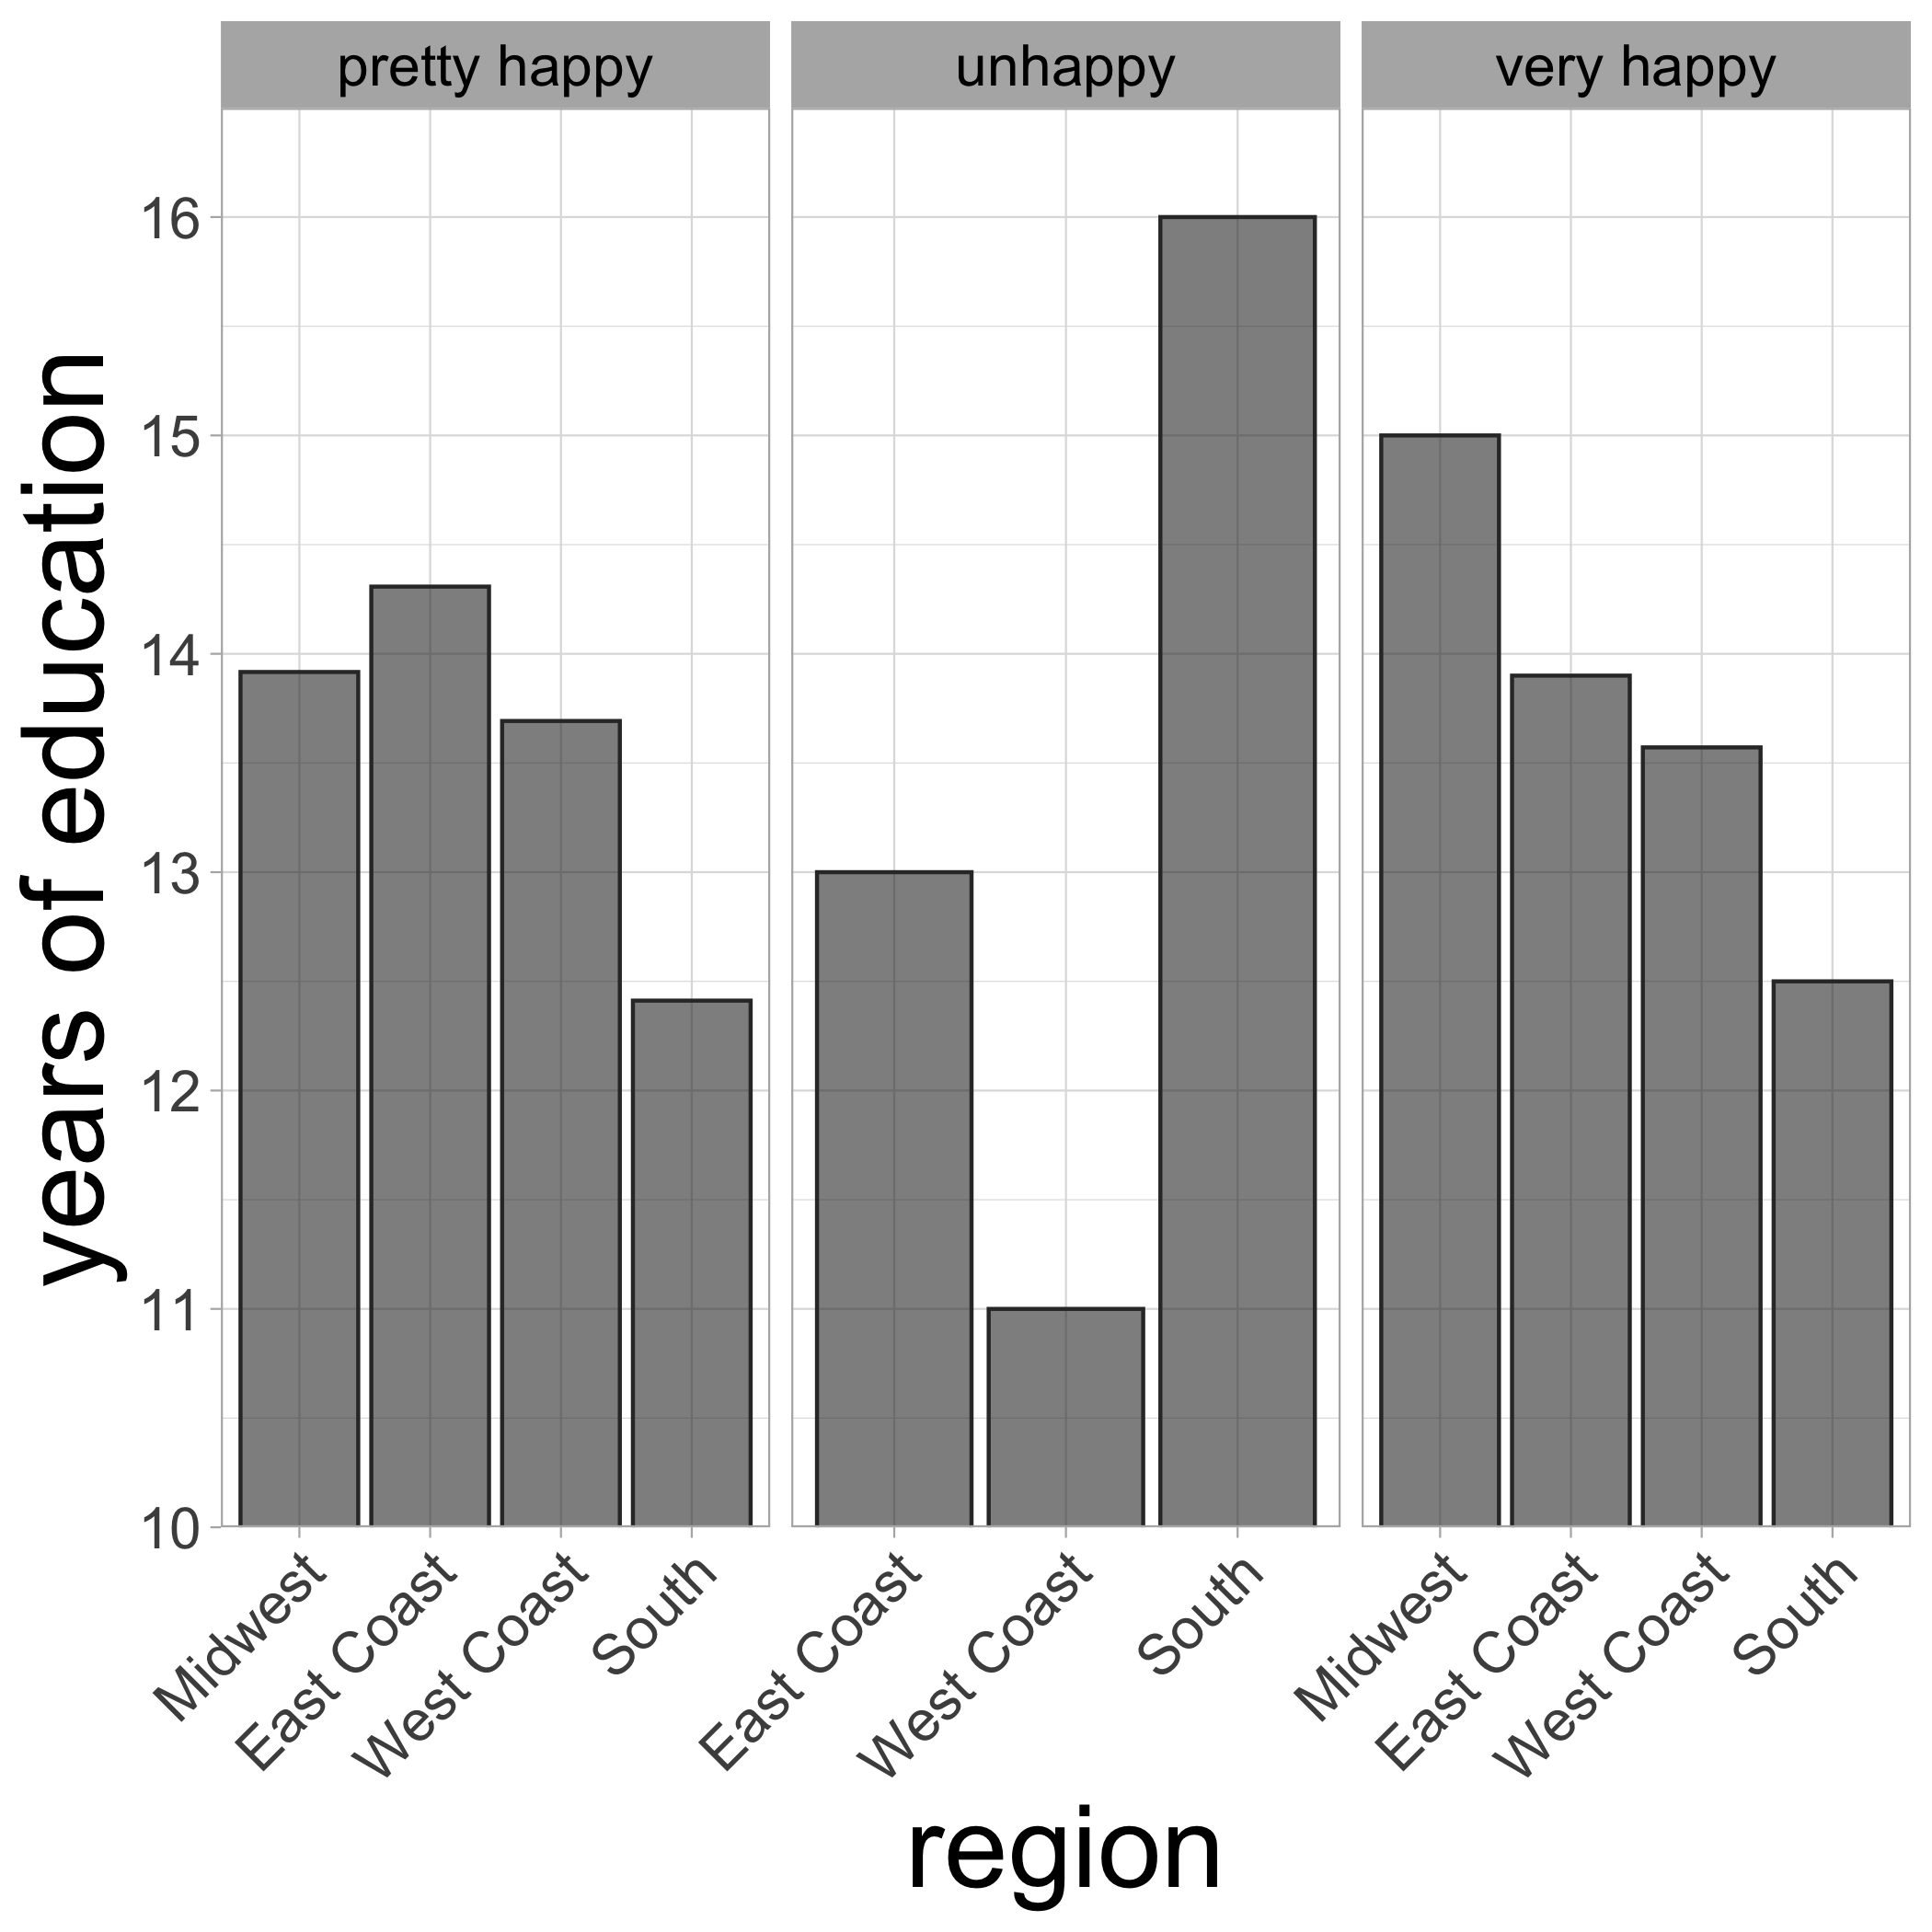 pretty happy
unhappy
very happy
years of education
16
15
14
13
12
11
10
Midwest
East Coast
West Coast
South
East Coast
West Coast
South
Midwest
East Coast
West Coast
South
region